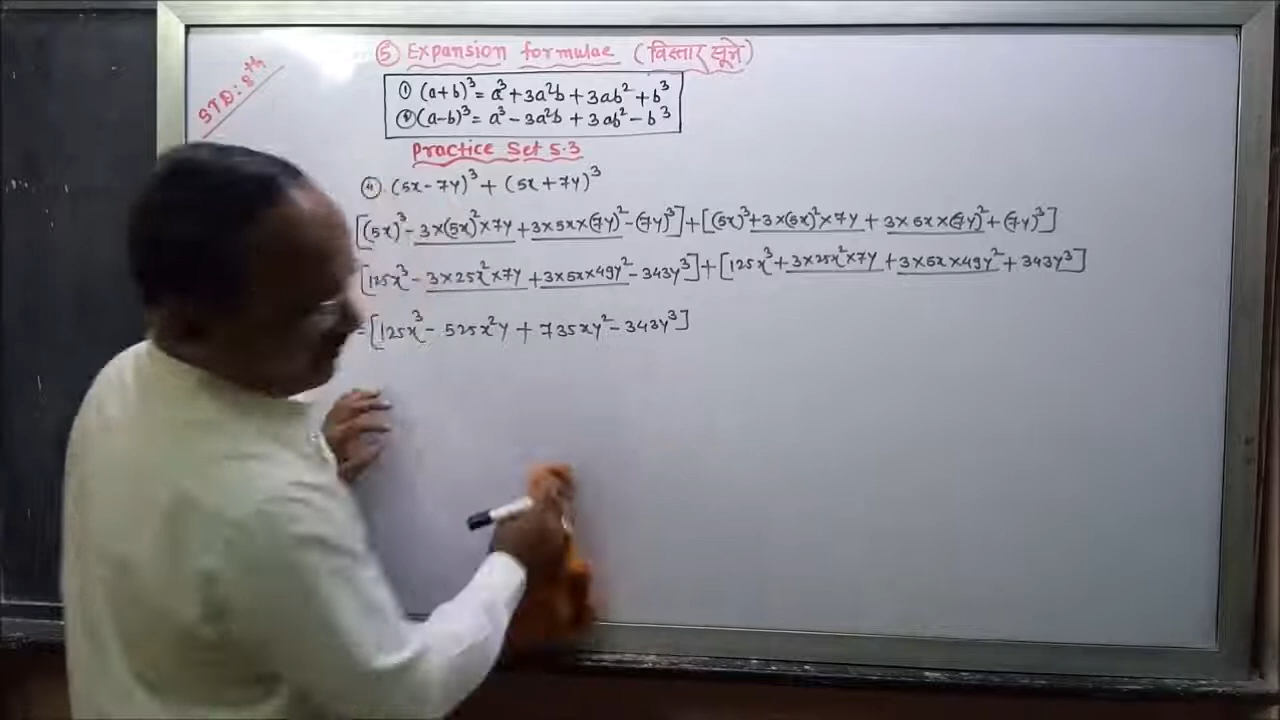 STD: 8th
⑤ Expansion formulae (विस्तार सूत्रे)
① (a+b)³ = a³ + 3a²b + 3ab² + b³
② (a-b)³ = a³ - 3a²b + 3ab² - b³
Practice Set 5.3
④ (5x-7y)³ + (5x+7y)³
[(5x)³ - 3×(5x)²×7y + 3×5x×(7y)² - (7y)³] + [(5x)³ + 3×(5x)²×7y + 3×5x×(7y)² + (7y)³]
[125x³ - 3×25x²×7y + 3×5x×49y² - 343y³] + [125x³ + 3×25x²×7y + 3×5x×49y² + 343y³]
= [125x³ - 525x²y + 735xy² - 343y³]